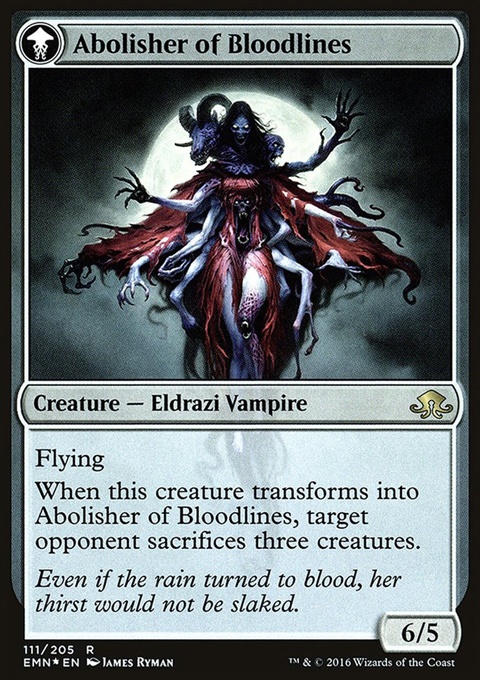 Abolisher of Bloodlines
Creature — Eldrazi Vampire
Flying
When this creature transforms into
Abolisher of Bloodlines, target
opponent sacrifices three creatures.
Even if the rain turned to blood, her
thirst would not be slaked.
6/5
111/205 R
EMN★EN James Ryman
™ & © 2016 Wizards of the Coast